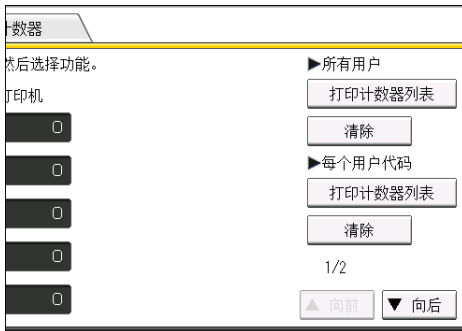 计数器
然后选择功能。
▶所有用户
打印机
打印计数器列表
0
清除
▶每个用户代码
0
打印计数器列表
0
清除
0
1/2
0
▲ 向前
▼ 向后